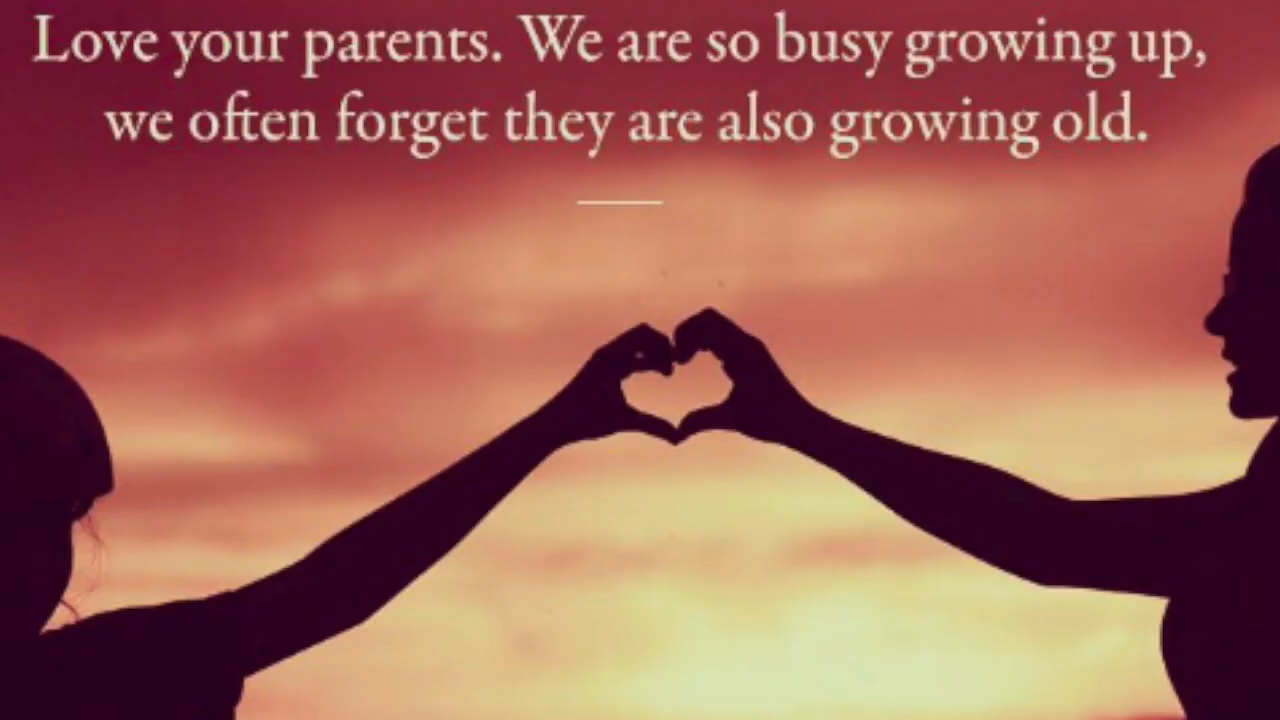 Love your parents. We are so busy growing up,
we often forget they are also growing old.